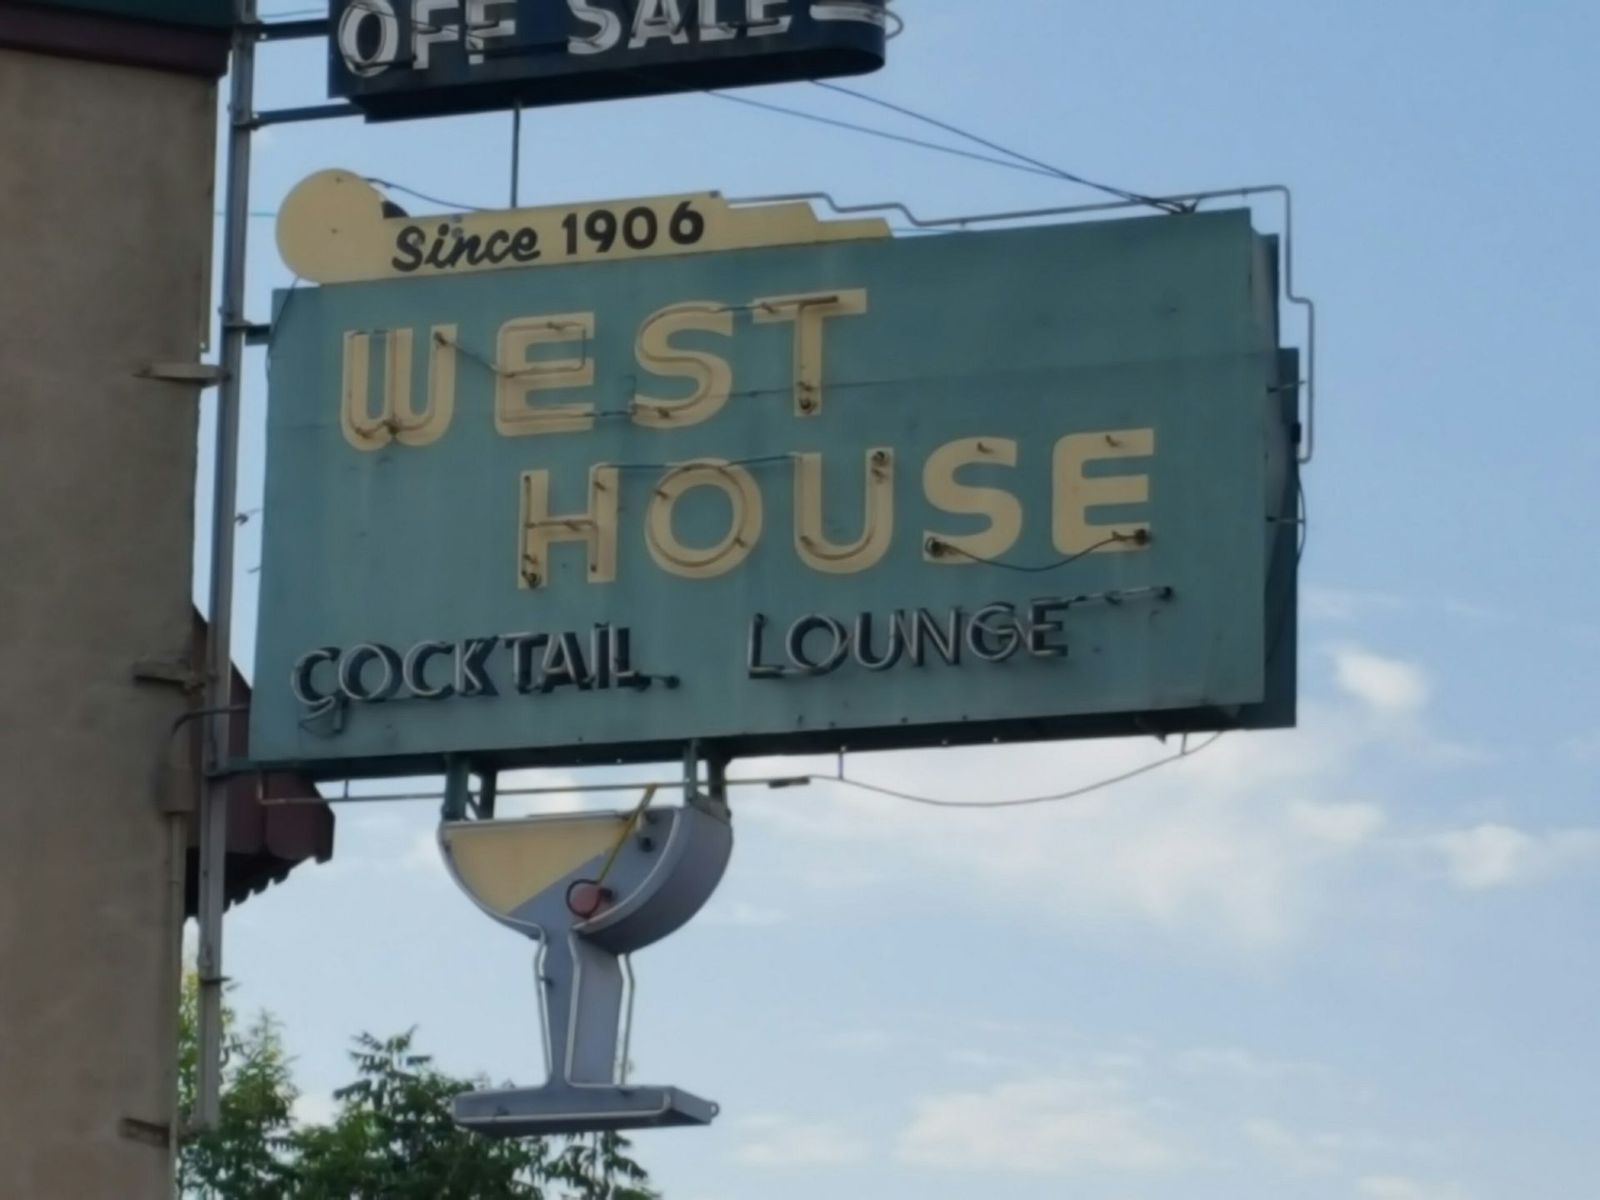 OFF SALE
Since 1906
WEST
HOUSE
COCKTAIL LOUNGE